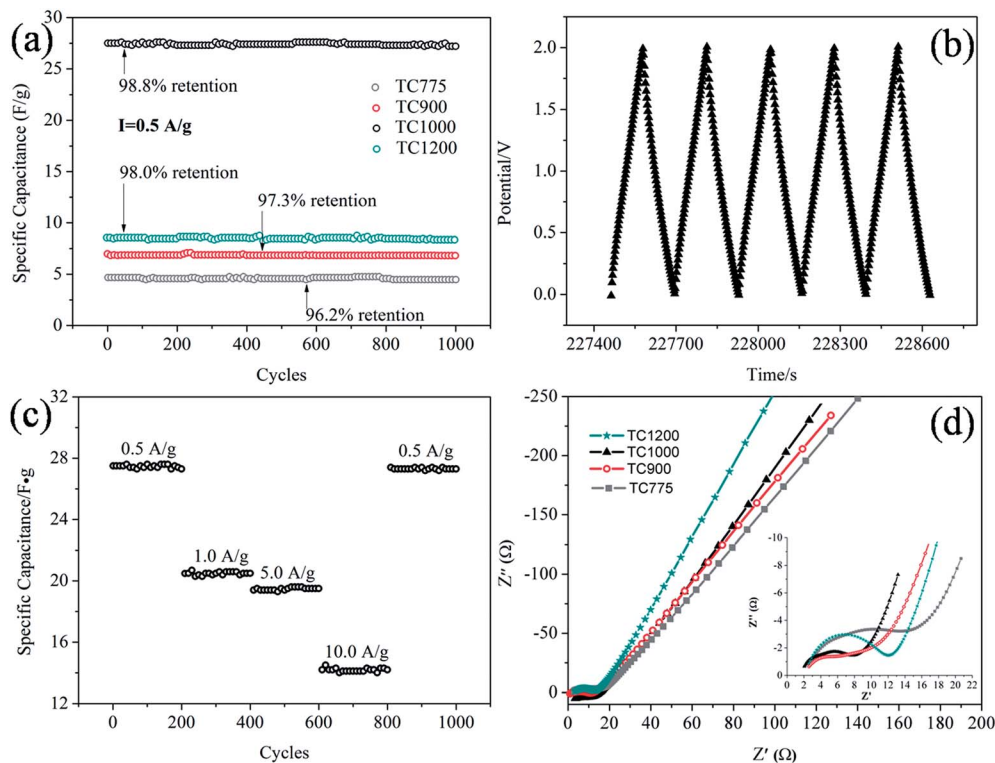 (a)
30
25
20
15
10
5
0
Specific Capacitance (F/g)
98.8% retention
I=0.5 A/g
TC775
TC900
TC1000
TC1200
98.0% retention
97.3% retention
96.2% retention
0 200 400 600 800 1000
Cycles
(b)
2.0
1.5
1.0
0.5
0.0
Potential/V
227400 227700 228000 228300 228600
Time/s
(c)
32
28
24
20
16
12
Specific Capacitance/F•g
0.5 A/g
0.5 A/g
1.0 A/g
5.0 A/g
10.0 A/g
0 200 400 600 800 1000
Cycles
(d)
-250
-200
-150
-100
-50
0
Z″ (Ω)
TC1200
TC1000
TC900
TC775
0 20 40 60 80 100 120 140 160 180 200
Z′ (Ω)
-10
-8
-6
-4
-2
0
Z″ (Ω)
2 4 6 8 10 12 14 16 18 20 22
Z′